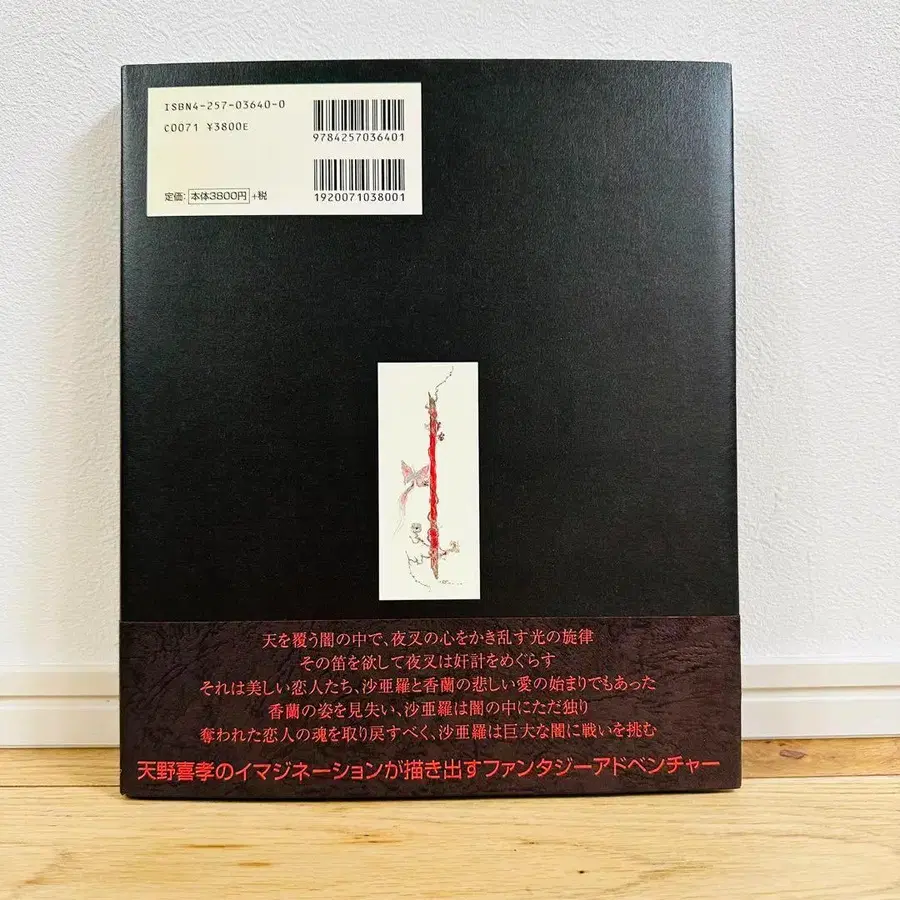 ISBN4-257-03640-0
C0071 ¥3800E
9784257036401
1920071038001
定価: 本体3800円 +税
天を覆う闇の中で、夜叉の心をかき乱す光の旋律
その笛を欲して夜叉は奸計をめぐらす
それは美しい恋人たち、沙亜羅と香蘭の悲しい愛の始まりでもあった
香蘭の姿を見失い、沙亜羅は闇の中にただ独り
奪われた恋人の魂を取り戻すべく、沙亜羅は巨大な闇に戦いを挑む
天野喜孝のイマジネーションが描き出すファンタジーアドベンチャー